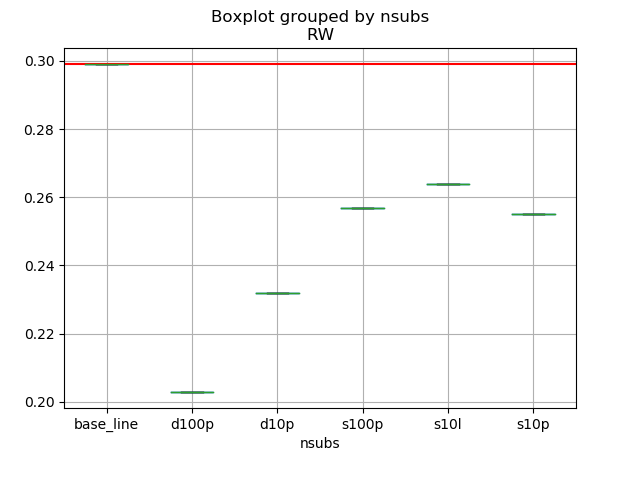 Boxplot grouped by nsubs
RW
0.30
0.28
0.26
0.24
0.22
0.20
base_line d100p d10p s100p s10l s10p
nsubs